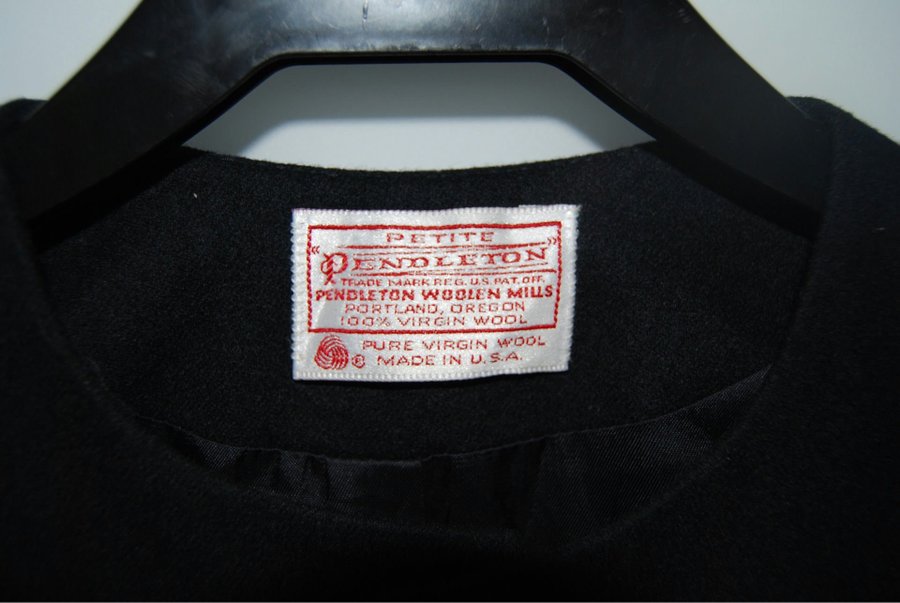 PETITE
"PENDLETON"
TRADE MARK REG. U.S. PAT. OFF.
PENDLETON WOOLEN MILLS
PORTLAND, OREGON
100% VIRGIN WOOL
PURE VIRGIN WOOL
® MADE IN U.S.A.